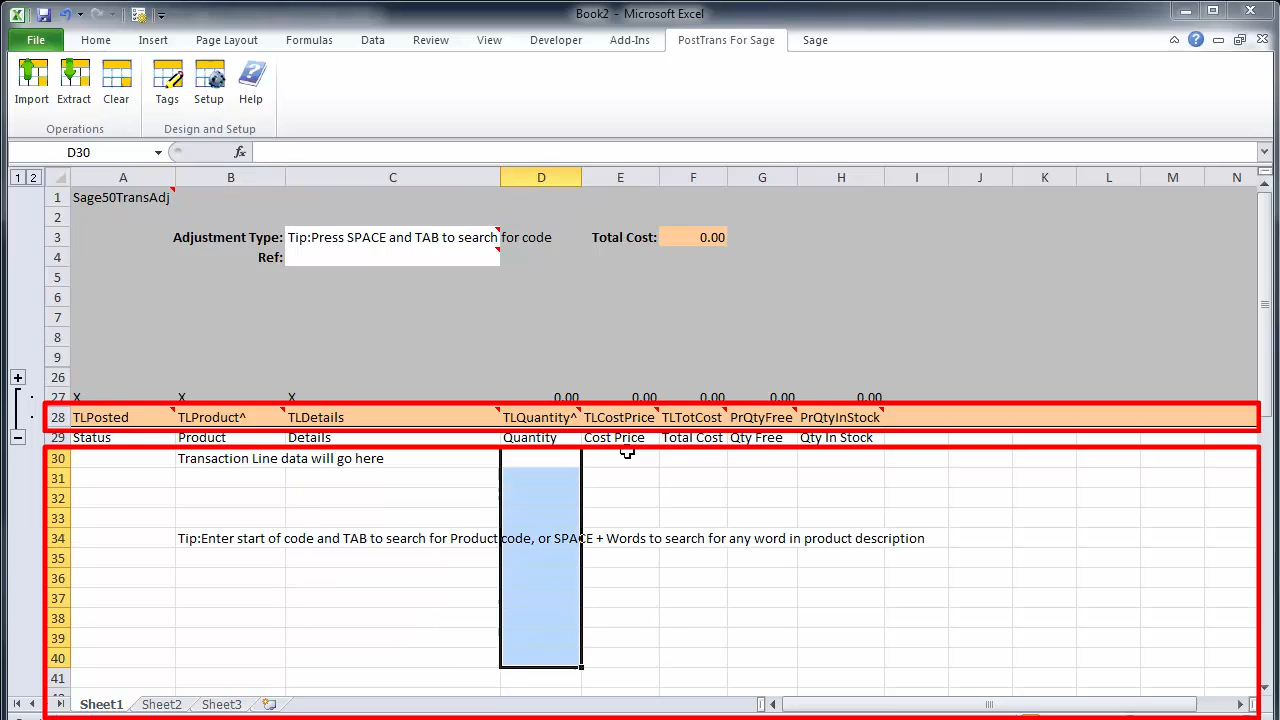 Book2 - Microsoft Excel
File Home Insert Page Layout Formulas Data Review View Developer Add-Ins PostTrans For Sage Sage
Import Extract Clear Tags Setup Help
Operations Design and Setup
D30 fx
1 2 A B C D E F G H I J K L M N
1 Sage50TransAdj
2
3 Adjustment Type: Tip:Press SPACE and TAB to search for code Total Cost: 0.00
4 Ref:
5
6
7
8
9
26
27 X X X 0.00 0.00 0.00 0.00 0.00
28 TLPosted TLProduct^ TLDetails TLQuantity^ TLCostPrice TLTotCost PrQtyFree PrQtyInStock
29 Status Product Details Quantity Cost Price Total Cost Qty Free Qty In Stock
30 Transaction Line data will go here
31
32
33
34 Tip:Enter start of code and TAB to search for Product code, or SPACE + Words to search for any word in product description
35
36
37
38
39
40
41
Sheet1 Sheet2 Sheet3